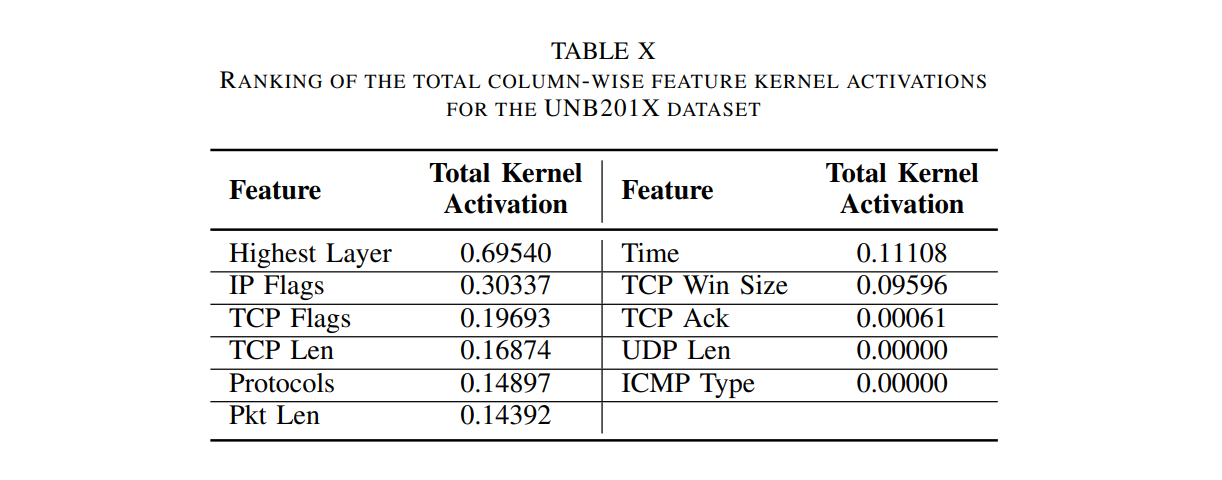 TABLE X
RANKING OF THE TOTAL COLUMN-WISE FEATURE KERNEL ACTIVATIONS
FOR THE UNB201X DATASET
Feature Total Kernel Activation Feature Total Kernel Activation
Highest Layer 0.69540 Time 0.11108
IP Flags 0.30337 TCP Win Size 0.09596
TCP Flags 0.19693 TCP Ack 0.00061
TCP Len 0.16874 UDP Len 0.00000
Protocols 0.14897 ICMP Type 0.00000
Pkt Len 0.14392